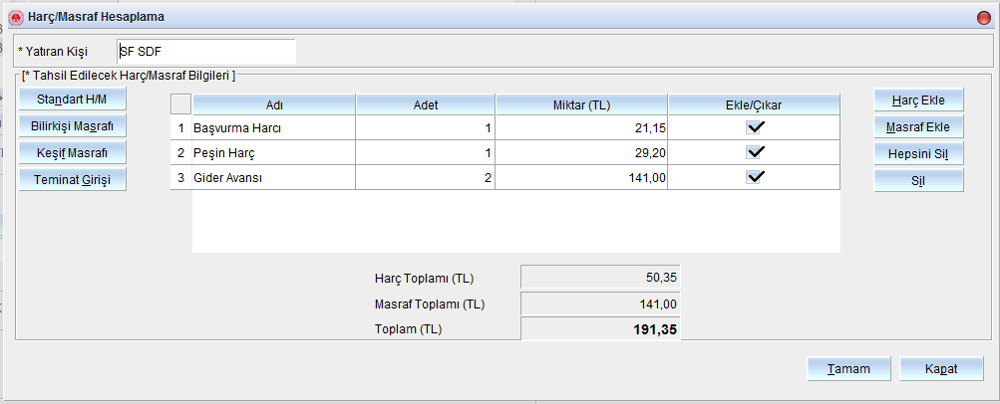 Harç/Masraf Hesaplama
* Yatıran Kişi SF SDF
[* Tahsil Edilecek Harç/Masraf Bilgileri ]
Standart H/M
Bilirkişi Masrafı
Keşif Masrafı
Teminat Girişi
Adı Adet Miktar (TL) Ekle/Çıkar
1 Başvurma Harcı 1 21,15
2 Peşin Harç 1 29,20
3 Gider Avansı 2 141,00
Harç Ekle
Masraf Ekle
Hepsini Sil
Sil
Harç Toplamı (TL) 50,35
Masraf Toplamı (TL) 141,00
Toplam (TL) 191,35
Tamam Kapat